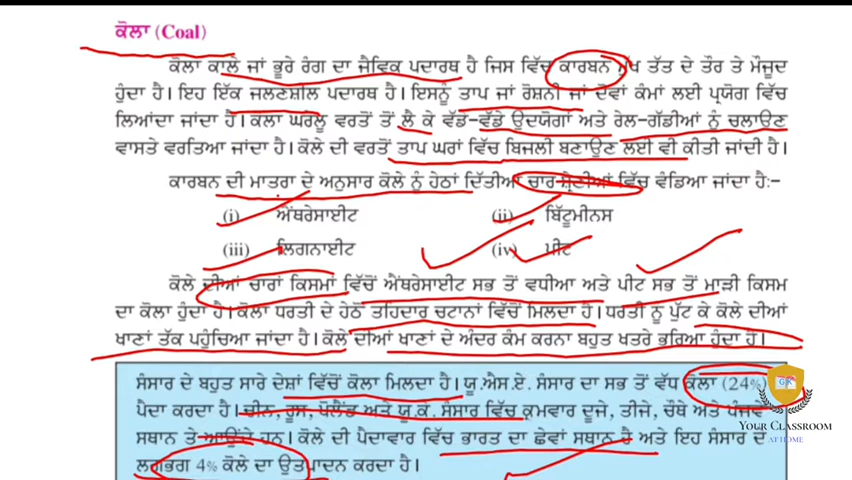 ਕੋਲਾ (Coal)
ਕੋਲਾ ਕਾਲੇ ਜਾਂ ਭੂਰੇ ਰੰਗ ਦਾ ਜੈਵਿਕ ਪਦਾਰਥ ਹੈ ਜਿਸ ਵਿੱਚ ਕਾਰਬਨ ਮੁੱਖ ਤੱਤ ਦੇ ਤੌਰ ਤੇ ਮੌਜੂਦ
ਹੁੰਦਾ ਹੈ। ਇਹ ਇੱਕ ਜਲਣਸ਼ੀਲ ਪਦਾਰਥ ਹੈ। ਇਸਨੂੰ ਤਾਪ ਜਾਂ ਰੋਸ਼ਨੀ ਜਾਂ ਦੋਵਾਂ ਕੰਮਾਂ ਲਈ ਪ੍ਰਯੋਗ ਵਿੱਚ
ਲਿਆਂਦਾ ਜਾਂਦਾ ਹੈ। ਕੋਲਾ ਘਰੇਲੂ ਵਰਤੋਂ ਤੋਂ ਲੈ ਕੇ ਵੱਡੇ-ਵੱਡੇ ਉਦਯੋਗਾਂ ਅਤੇ ਰੇਲ-ਗੱਡੀਆਂ ਨੂੰ ਚਲਾਉਣ
ਵਾਸਤੇ ਵਰਤਿਆ ਜਾਂਦਾ ਹੈ। ਕੋਲੇ ਦੀ ਵਰਤੋਂ ਤਾਪ ਘਰਾਂ ਵਿੱਚ ਬਿਜਲੀ ਬਣਾਉਣ ਲਈ ਵੀ ਕੀਤੀ ਜਾਂਦੀ ਹੈ।
ਕਾਰਬਨ ਦੀ ਮਾਤਰਾ ਦੇ ਅਨੁਸਾਰ ਕੋਲੇ ਨੂੰ ਹੇਠਾਂ ਦਿੱਤੀਆਂ ਚਾਰ ਸ਼੍ਰੇਣੀਆਂ ਵਿੱਚ ਵੰਡਿਆ ਜਾਂਦਾ ਹੈ:-
(i) ਐਂਥਰੇਸਾਈਟ (ii) ਬਿੱਟੂਮੀਨਸ
(iii) ਲਿਗਨਾਈਟ (iv) ਪੀਟ
ਕੋਲੇ ਦੀਆਂ ਚਾਰਾਂ ਕਿਸਮਾਂ ਵਿੱਚੋਂ ਐਂਥਰੇਸਾਈਟ ਸਭ ਤੋਂ ਵਧੀਆ ਅਤੇ ਪੀਟ ਸਭ ਤੋਂ ਮਾੜੀ ਕਿਸਮ
ਦਾ ਕੋਲਾ ਹੁੰਦਾ ਹੈ। ਕੋਲਾ ਧਰਤੀ ਦੇ ਹੇਠੋਂ ਤਹਿਦਾਰ ਚਟਾਨਾਂ ਵਿੱਚੋਂ ਮਿਲਦਾ ਹੈ। ਧਰਤੀ ਨੂੰ ਪੁੱਟ ਕੇ ਕੋਲੇ ਦੀਆਂ
ਖਾਣਾਂ ਤੱਕ ਪਹੁੰਚਿਆ ਜਾਂਦਾ ਹੈ। ਕੋਲੇ ਦੀਆਂ ਖਾਣਾਂ ਦੇ ਅੰਦਰ ਕੰਮ ਕਰਨਾ ਬਹੁਤ ਖਤਰੇ ਭਰਿਆ ਹੁੰਦਾ ਹੈ।
ਸੰਸਾਰ ਦੇ ਬਹੁਤ ਸਾਰੇ ਦੇਸ਼ਾਂ ਵਿੱਚੋਂ ਕੋਲਾ ਮਿਲਦਾ ਹੈ। ਯੂ.ਐਸ.ਏ. ਸੰਸਾਰ ਦਾ ਸਭ ਤੋਂ ਵੱਧ ਕੋਲਾ (24%)
ਪੈਦਾ ਕਰਦਾ ਹੈ। ਚੀਨ, ਰੂਸ, ਪੋਲੈਂਡ ਅਤੇ ਯੂ.ਕੇ. ਸੰਸਾਰ ਵਿੱਚ ਕ੍ਰਮਵਾਰ ਦੂਜੇ, ਤੀਜੇ, ਚੌਥੇ ਅਤੇ ਪੰਜਵੇਂ
ਸਥਾਨ ਤੇ ਆਉਂਦੇ ਹਨ। ਕੋਲੇ ਦੀ ਪੈਦਾਵਾਰ ਵਿੱਚ ਭਾਰਤ ਦਾ ਛੇਵਾਂ ਸਥਾਨ ਹੈ ਅਤੇ ਇਹ ਸੰਸਾਰ ਦੇ
ਲਗਭਗ 4% ਕੋਲੇ ਦਾ ਉਤਪਾਦਨ ਕਰਦਾ ਹੈ।
YOUR CLASSROOM
AT HOME